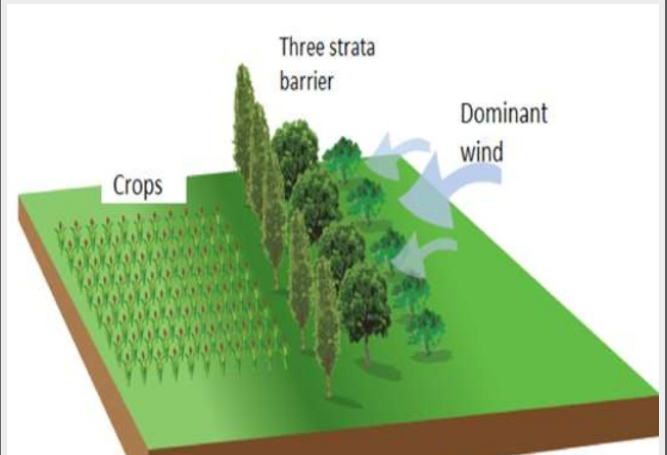 Three strata
barrier
Dominant
wind
Crops